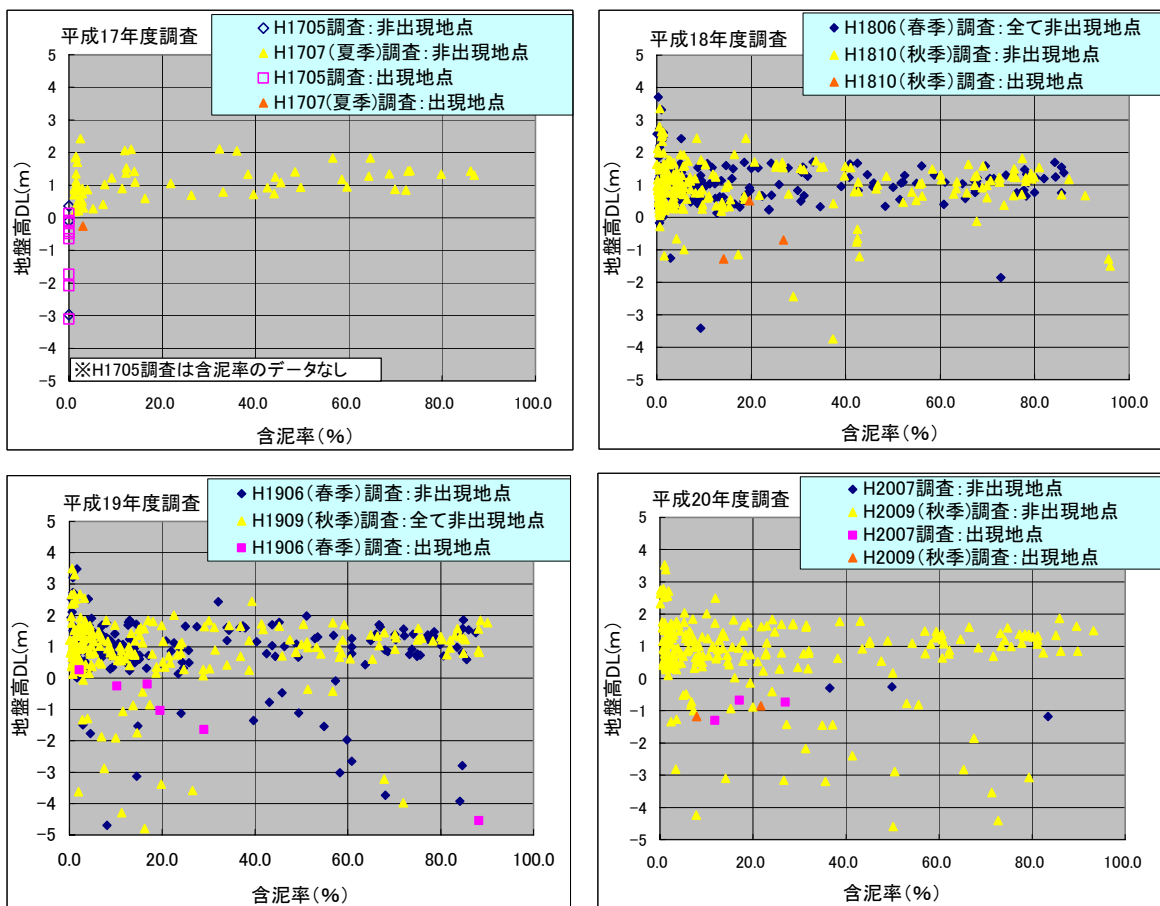 平成17年度調査
H1705調査：非出現地点
H1707(夏季)調査：非出現地点
H1705調査：出現地点
H1707(夏季)調査：出現地点
地盤高DL(m)
5
4
3
2
1
0
-1
-2
-3
-4
-5
※H1705調査は含泥率のデータなし
0.0 20.0 40.0 60.0 80.0 100.0
含泥率(%)
平成18年度調査
H1806(春季)調査：全て非出現地点
H1810(秋季)調査：非出現地点
H1810(秋季)調査：出現地点
地盤高DL(m)
5
4
3
2
1
0
-1
-2
-3
-4
-5
0.0 20.0 40.0 60.0 80.0 100.0
含泥率(%)
平成19年度調査
H1906(春季)調査：非出現地点
H1909(秋季)調査：全て非出現地点
H1906(春季)調査：出現地点
地盤高DL(m)
5
4
3
2
1
0
-1
-2
-3
-4
-5
0.0 20.0 40.0 60.0 80.0 100.0
含泥率(%)
平成20年度調査
H2007調査：非出現地点
H2009(秋季)調査：非出現地点
H2007調査：出現地点
H2009(秋季)調査：出現地点
地盤高DL(m)
5
4
3
2
1
0
-1
-2
-3
-4
-5
0.0 20.0 40.0 60.0 80.0 100.0
含泥率(%)